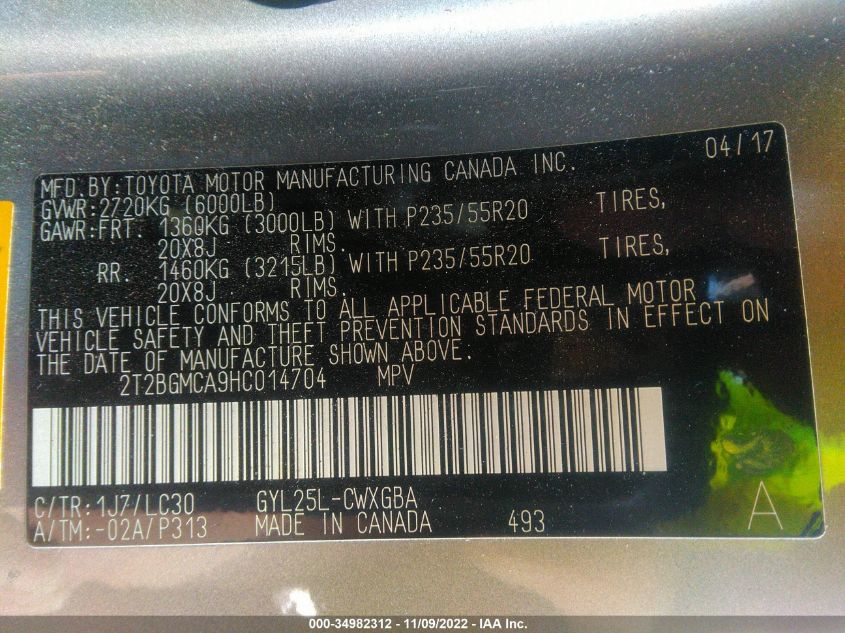 04/17
MFD.BY:TOYOTA MOTOR MANUFACTURING CANADA INC.
GVWR:2720KG (6000LB)
GAWR:FRT. 1360KG (3000LB) WITH P235/55R20 TIRES,
20X8J RIMS.
RR. 1460KG (3215LB) WITH P235/55R20 TIRES,
20X8J RIMS.
THIS VEHICLE CONFORMS TO ALL APPLICABLE FEDERAL MOTOR
VEHICLE SAFETY AND THEFT PREVENTION STANDARDS IN EFFECT ON
THE DATE OF MANUFACTURE SHOWN ABOVE.
2T2BGMCA9HC014704 MPV
C/TR:1J7/LC30 GYL25L-CWXGBA
A/TM:-02A/P313 MADE IN CANADA 493 A
000-34982312 - 11/09/2022 - IAA Inc.